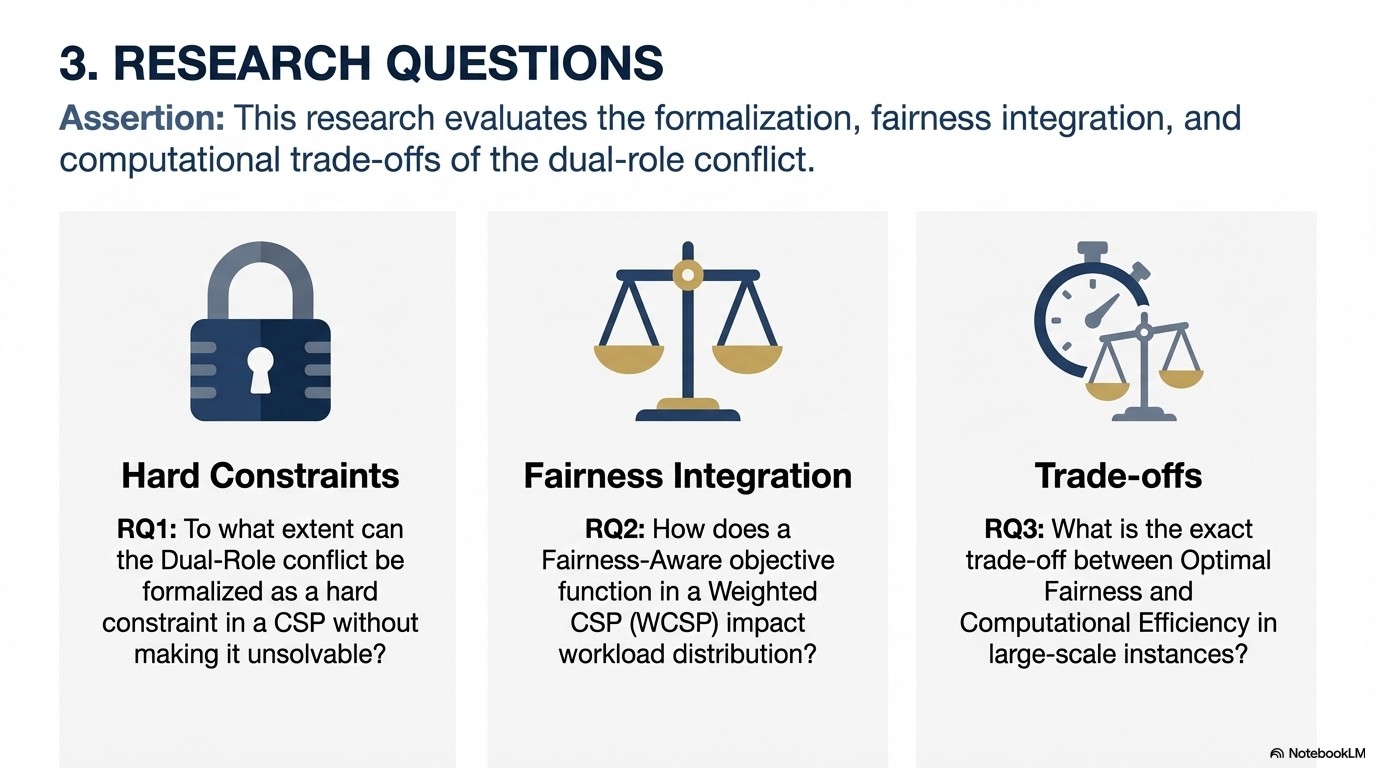 3. RESEARCH QUESTIONS
Assertion: This research evaluates the formalization, fairness integration, and
computational trade-offs of the dual-role conflict.
Hard Constraints
RQ1: To what extent can
the Dual-Role conflict be
formalized as a hard
constraint in a CSP without
making it unsolvable?
Fairness Integration
RQ2: How does a
Fairness-Aware objective
function in a Weighted
CSP (WCSP) impact
workload distribution?
Trade-offs
RQ3: What is the exact
trade-off between Optimal
Fairness and
Computational Efficiency in
large-scale instances?
NotebookLM